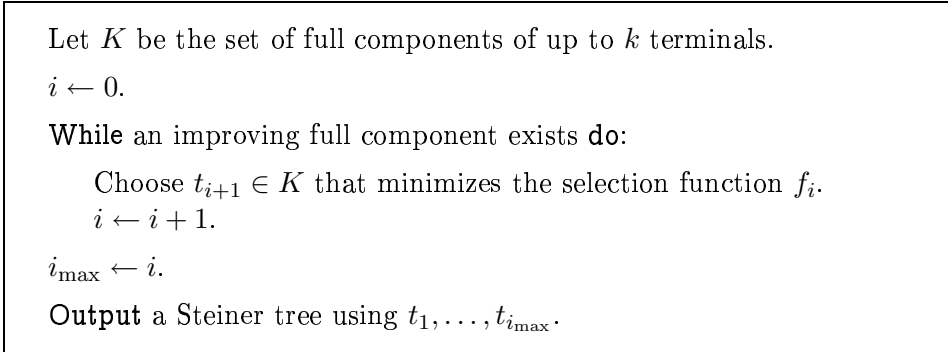 Let K be the set of full components of up to k terminals.
i ← 0.
While an improving full component exists do:
Choose t_{i+1} ∈ K that minimizes the selection function f_i.
i ← i + 1.
i_max ← i.
Output a Steiner tree using t_1, . . . , t_{i_max}.